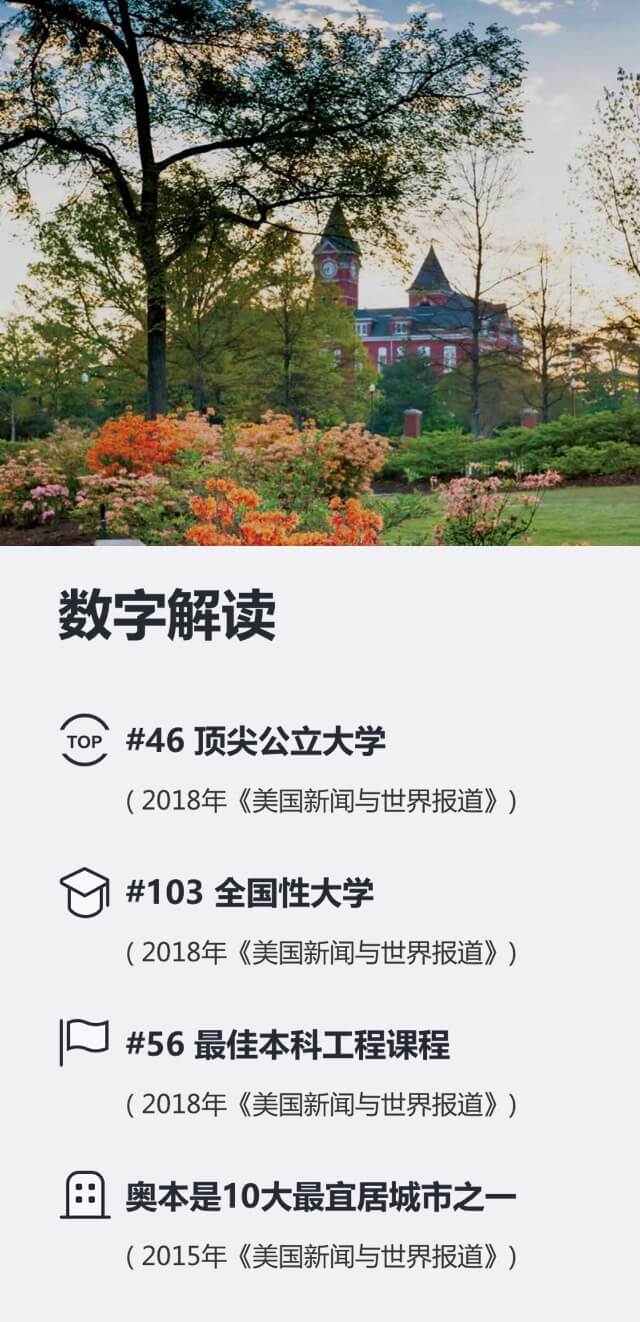 数字解读
TOP
#46 顶尖公立大学
( 2018年《美国新闻与世界报道》)
#103 全国性大学
( 2018年《美国新闻与世界报道》)
#56 最佳本科工程课程
( 2018年《美国新闻与世界报道》)
奥本是10大最宜居城市之一
( 2015年《美国新闻与世界报道》)